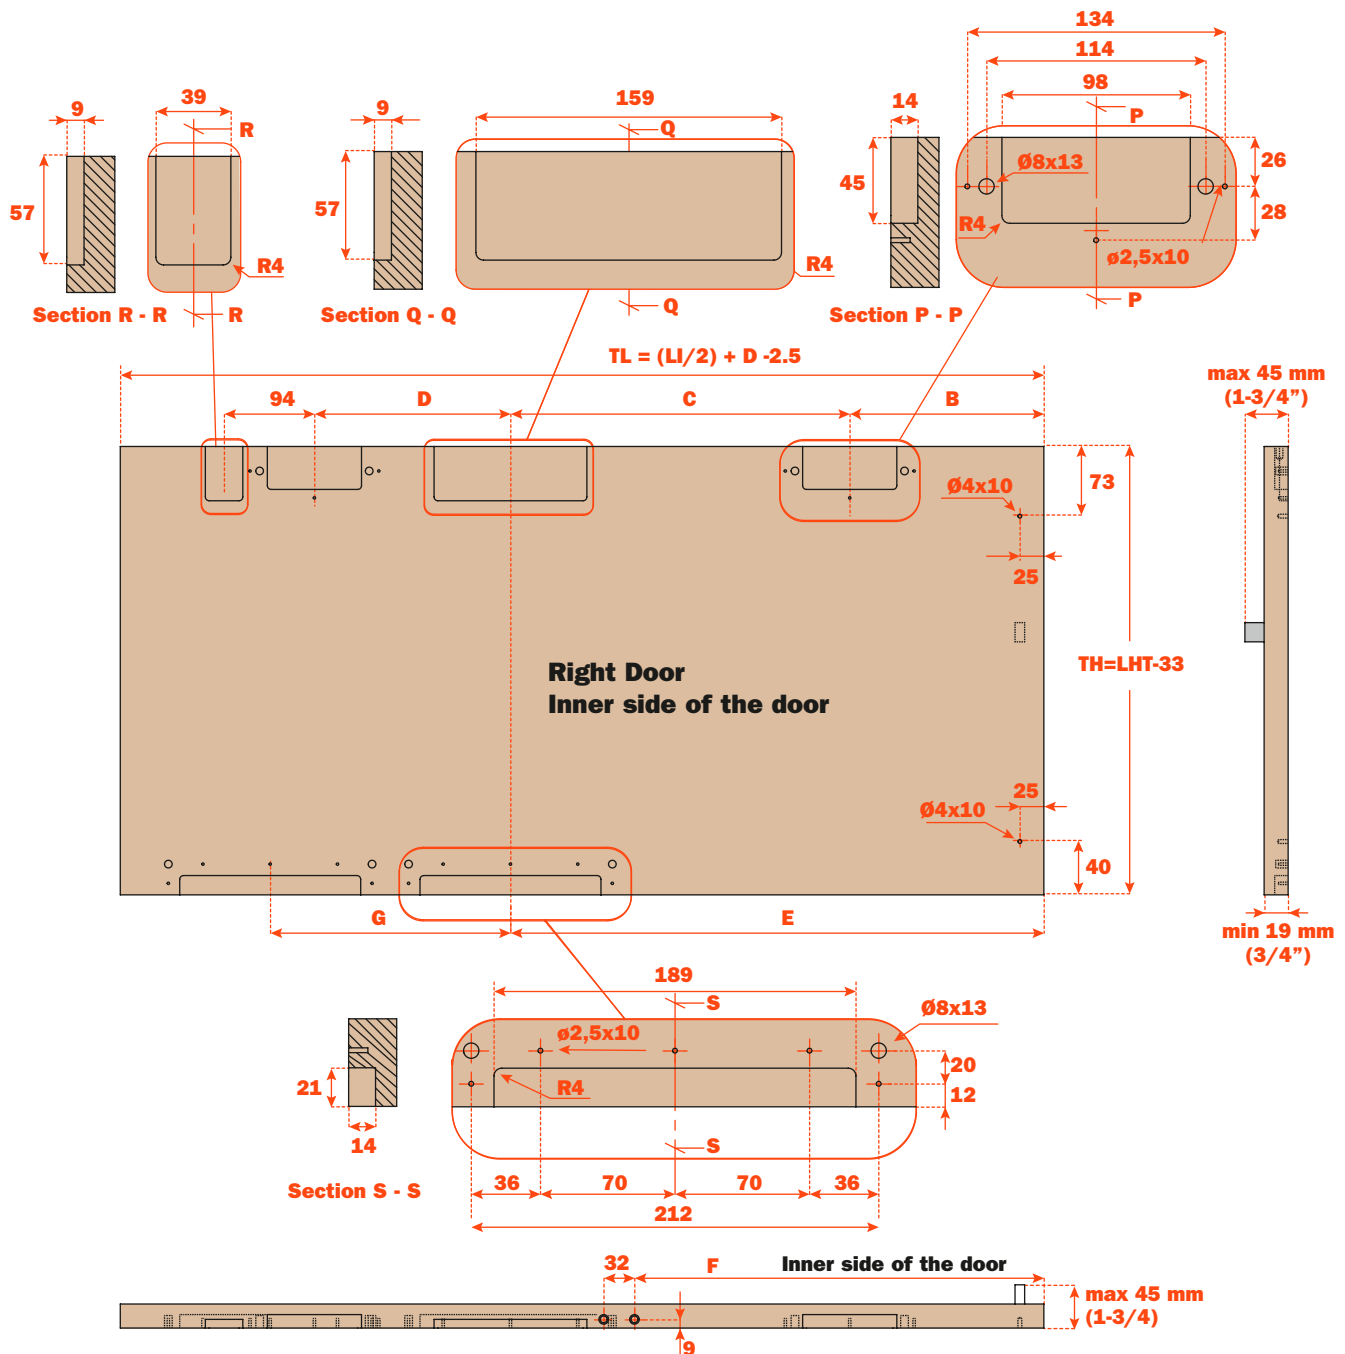 134
114
98
P
14
26
Ø8x13
45
28
R4
ø2,5x10
P
Section P - P
9
39
R
57
R4
Section R - R
R
9
159
Q
57
R4
Section Q - Q
Q
TL = (LI/2) + D -2.5
94
D
C
B
max 45 mm
(1-3/4”)
Ø4x10
73
25
Right Door
Inner side of the door
TH=LHT-33
25
Ø4x10
40
G
E
min 19 mm
(3/4”)
189
S
Ø8x13
ø2,5x10
20
21
R4
12
14
S
Section S - S
36
70
70
36
212
32
F
Inner side of the door
max 45 mm
(1-3/4)
9